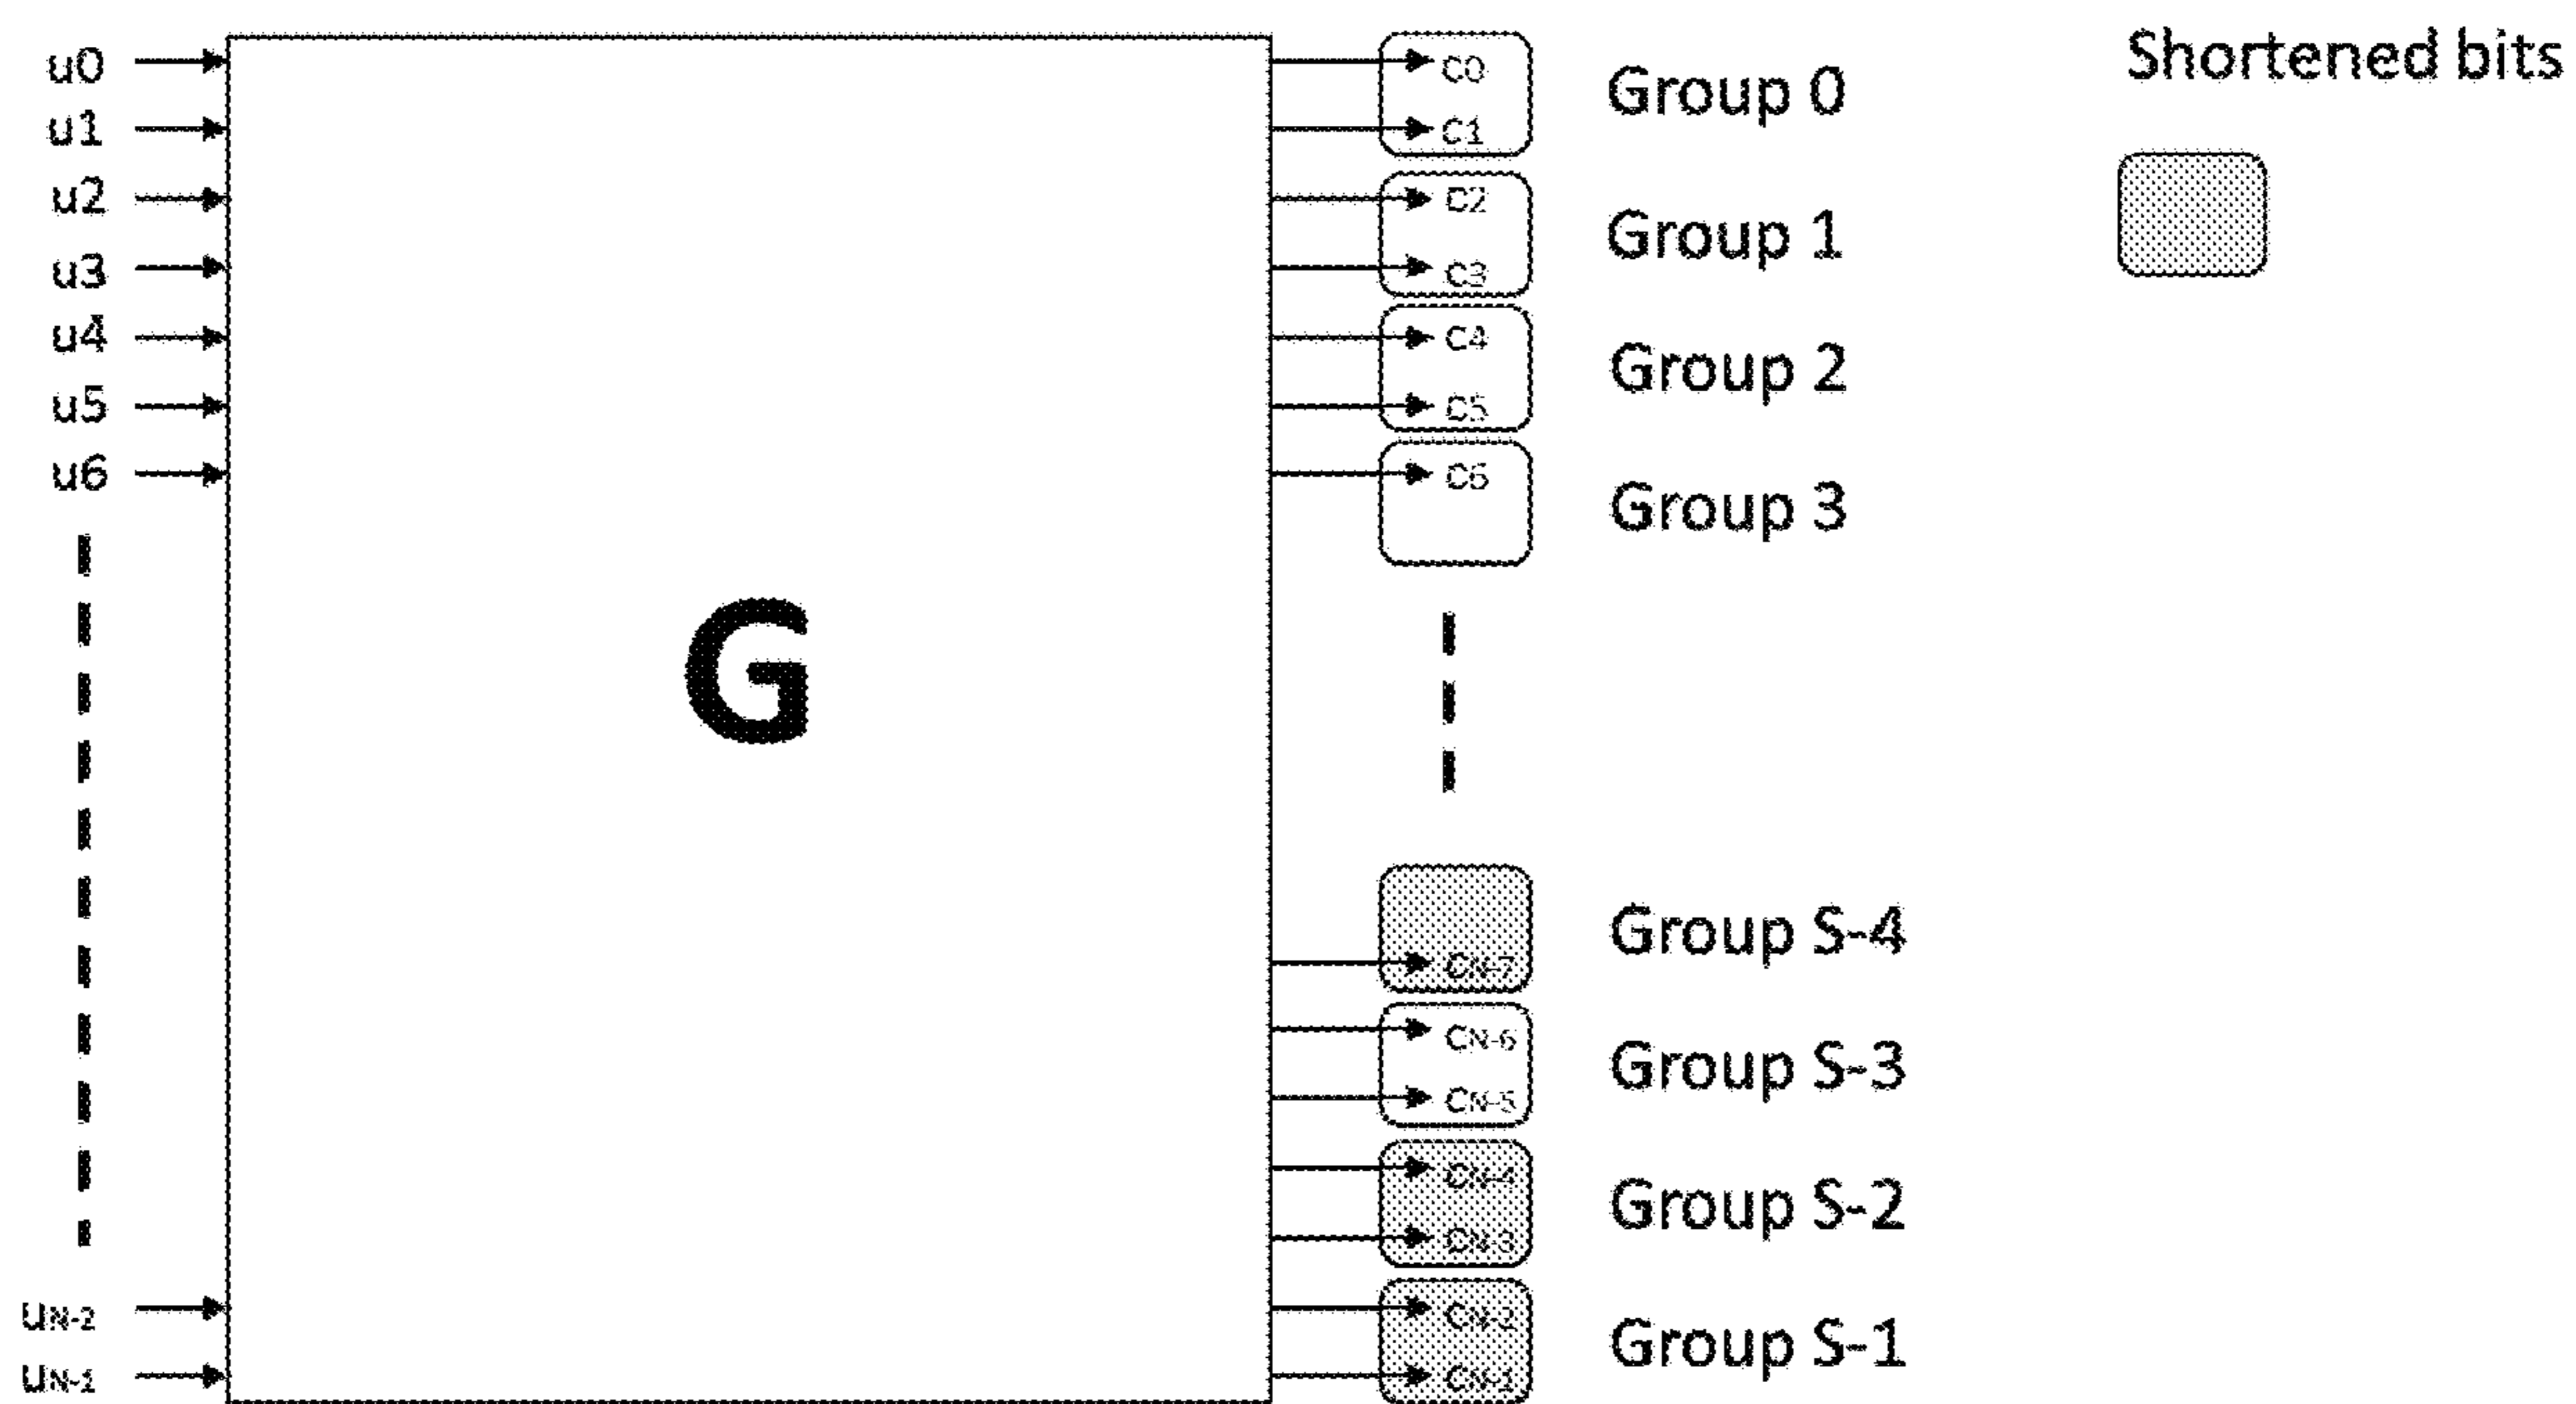 Shortened bits
u0
u1
u2
u3
u4
u5
u6
uN-2
uN-1
G
C0
C1
C2
C3
C4
C5
C6
CN-7
CN-6
CN-5
CN-4
CN-3
CN-2
CN-1
Group 0
Group 1
Group 2
Group 3
Group S-4
Group S-3
Group S-2
Group S-1